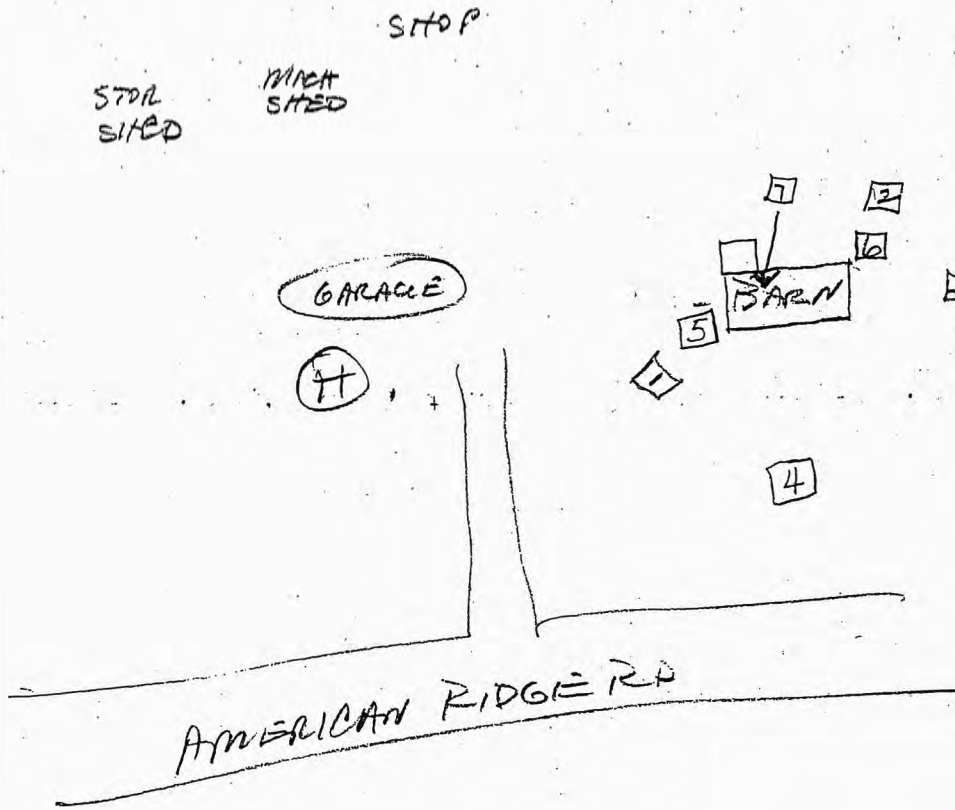 SHOP
STOR
SHED
MACH
SHED
7
2
6
GARAGE
BARN
5
H
1
4
AMERICAN RIDGE RD